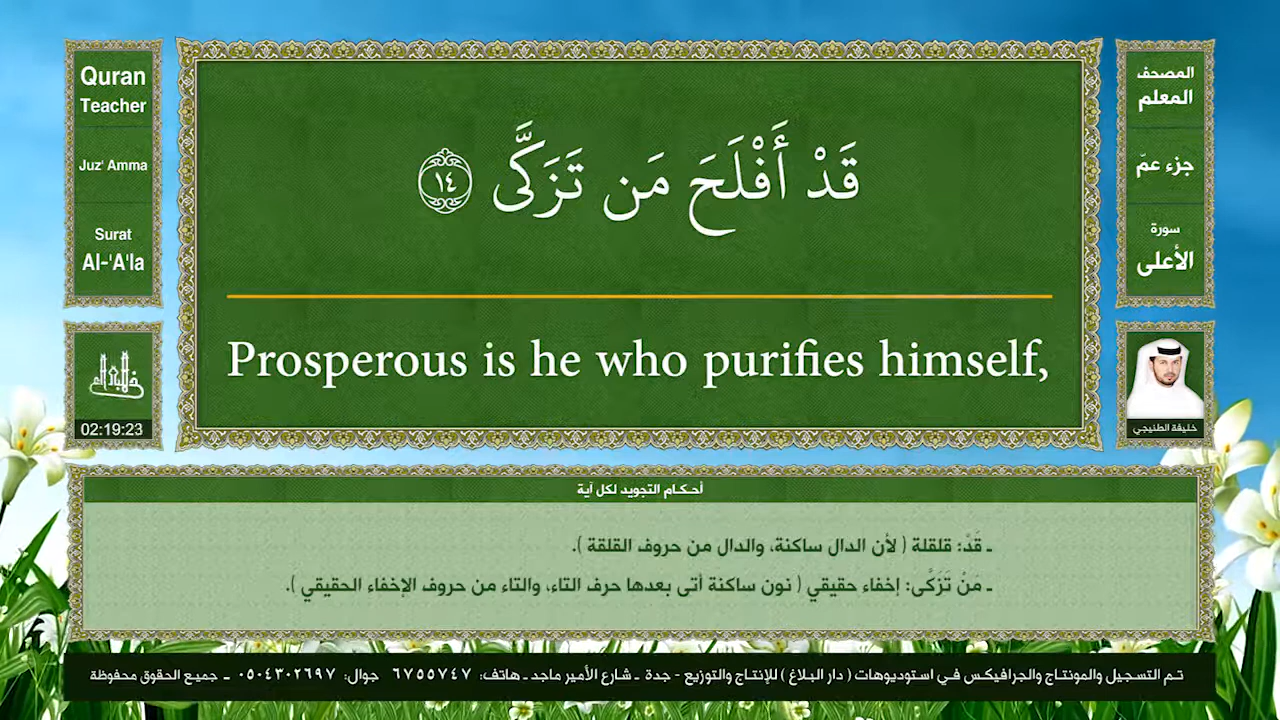 Quran
Teacher
Juz' Amma
Surat
Al-'A'la
02:19:23
قَدْ أَفْلَحَ مَن تَزَكَّى ١٤
Prosperous is he who purifies himself,
المصحف
المعلم
جزء عمّ
سورة
الأعلى
خليفة الطنيجي
أحكام التجويد لكل آية
ـ قَدْ: قلقلة ( لأن الدال ساكنة، والدال من حروف القلقة ).
ـ مَنْ تَزَكَّى: إخفاء حقيقي ( نون ساكنة أتى بعدها حرف التاء، والتاء من حروف الإخفاء الحقيقي ).
تم التسجيل والمونتاج والجرافيكس في استوديوهات ( دار البلاغ ) للإنتاج والتوزيع - جدة ـ شارع الأمير ماجد ـ هاتف: ٦٧٥٥٧٤٧ جوال: ٠٥٠٤٣٠٢٦٩٧ ـ جميع الحقوق محفوظة